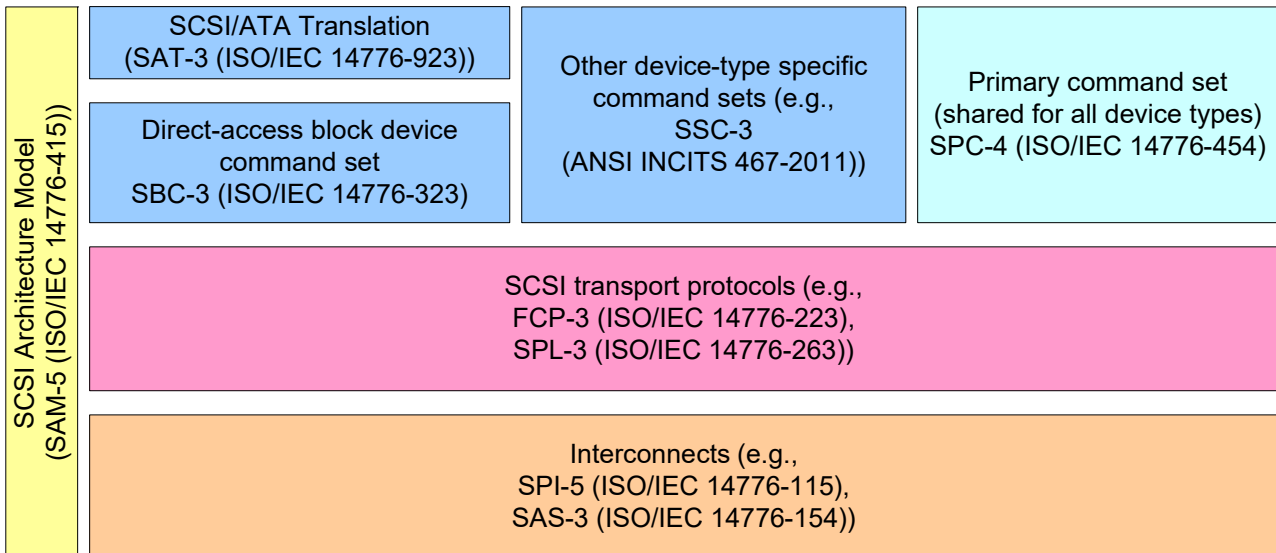 SCSI Architecture Model
(SAM-5 (ISO/IEC 14776-415))
SCSI/ATA Translation
(SAT-3 (ISO/IEC 14776-923))
Direct-access block device
command set
SBC-3 (ISO/IEC 14776-323)
Other device-type specific
command sets (e.g.,
SSC-3
(ANSI INCITS 467-2011))
Primary command set
(shared for all device types)
SPC-4 (ISO/IEC 14776-454)
SCSI transport protocols (e.g.,
FCP-3 (ISO/IEC 14776-223),
SPL-3 (ISO/IEC 14776-263))
Interconnects (e.g.,
SPI-5 (ISO/IEC 14776-115),
SAS-3 (ISO/IEC 14776-154))